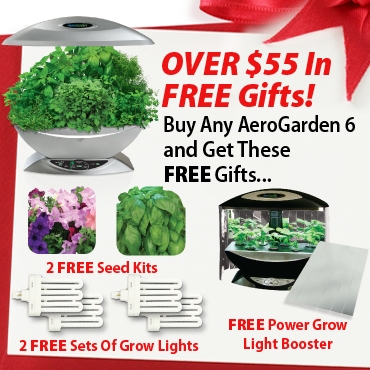 OVER $55 In
FREE Gifts!
Buy Any AeroGarden 6
and Get These
FREE Gifts...
2 FREE Seed Kits
2 FREE Sets Of Grow Lights
FREE Power Grow
Light Booster